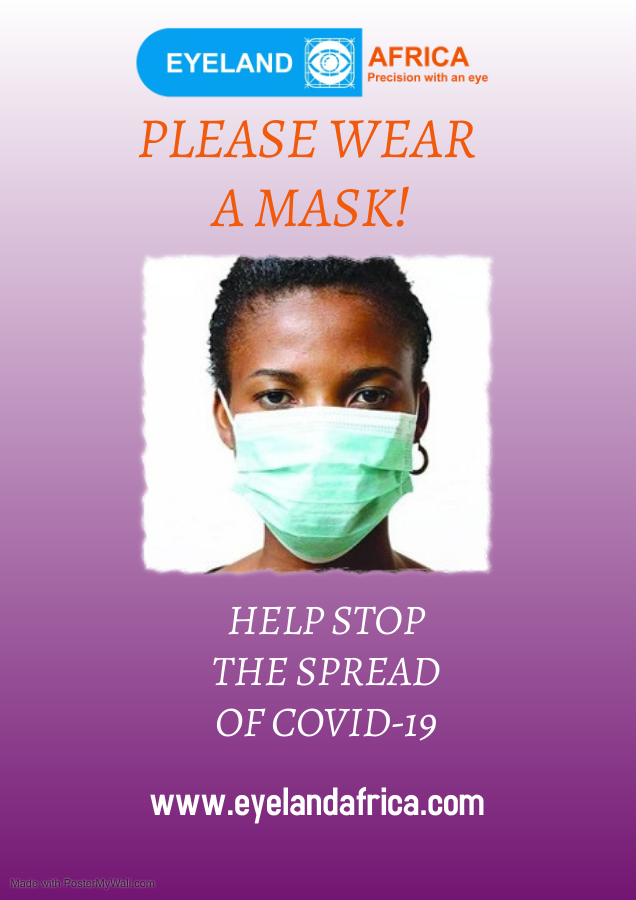 EYELAND AFRICA
Precision with an eye
PLEASE WEAR
A MASK!
HELP STOP
THE SPREAD
OF COVID-19
www.eyelandafrica.com
Made with PosterMyWall.com